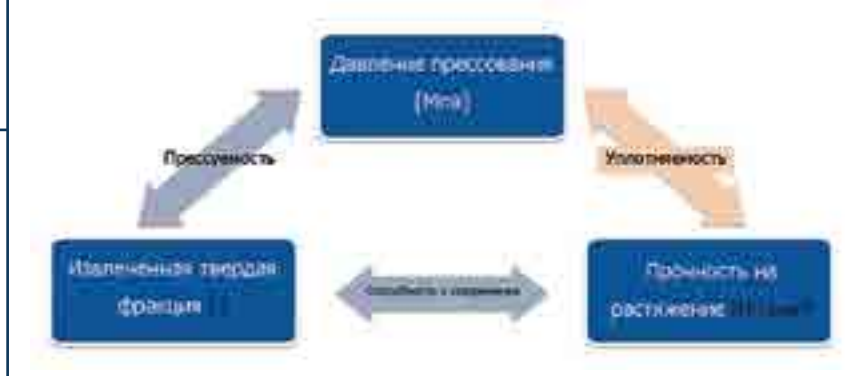 Давление прессования
(Мпа)
Прессуемость
Уплотняемость
Извлеченная твердая
фракция
Прочность на
растяжение